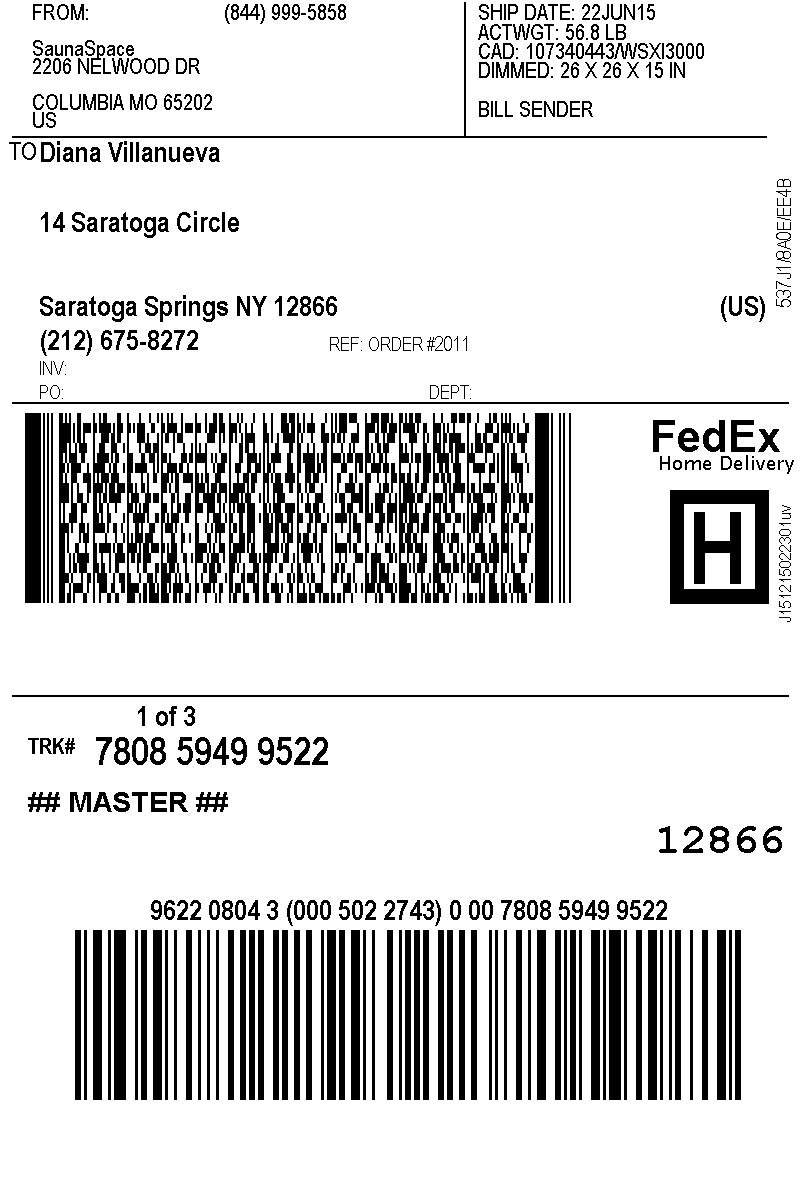 FROM: (844) 999-5858
SaunaSpace
2206 NELWOOD DR
COLUMBIA MO 65202
US
SHIP DATE: 22JUN15
ACTWGT: 56.8 LB
CAD: 107340443/WSXI3000
DIMMED: 26 X 26 X 15 IN
BILL SENDER
TO Diana Villanueva
14 Saratoga Circle
Saratoga Springs NY 12866 (US)
(212) 675-8272 REF: ORDER #2011
INV:
PO: DEPT:
537J1/8A0E/EE4B
FedEx
Home Delivery
H
J151215022301uv
1 of 3
TRK# 7808 5949 9522
## MASTER ##
12866
9622 0804 3 (000 502 2743) 0 00 7808 5949 9522